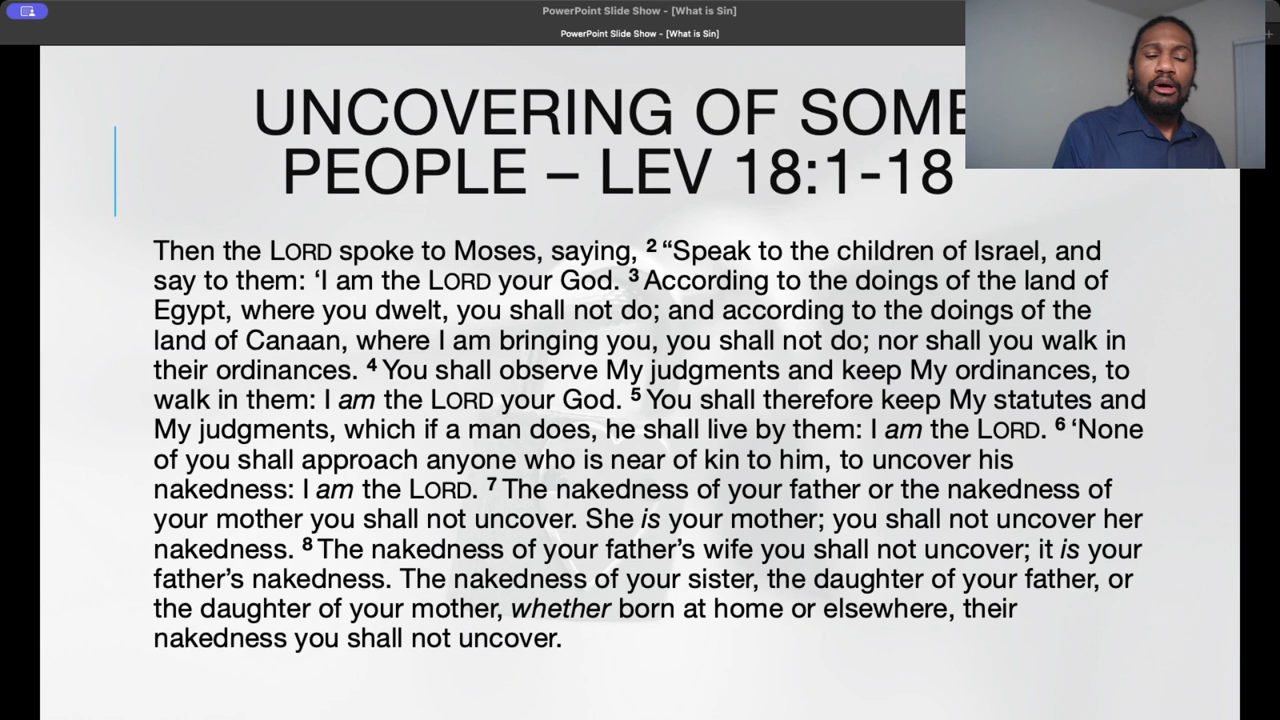 PowerPoint Slide Show - [What is Sin]
PowerPoint Slide Show - [What is Sin]
UNCOVERING OF SOME
PEOPLE – LEV 18:1-18
Then the LORD spoke to Moses, saying, 2 “Speak to the children of Israel, and
say to them: ‘I am the LORD your God. 3 According to the doings of the land of
Egypt, where you dwelt, you shall not do; and according to the doings of the
land of Canaan, where I am bringing you, you shall not do; nor shall you walk in
their ordinances. 4 You shall observe My judgments and keep My ordinances, to
walk in them: I am the LORD your God. 5 You shall therefore keep My statutes and
My judgments, which if a man does, he shall live by them: I am the LORD. 6 ‘None
of you shall approach anyone who is near of kin to him, to uncover his
nakedness: I am the LORD. 7 The nakedness of your father or the nakedness of
your mother you shall not uncover. She is your mother; you shall not uncover her
nakedness. 8 The nakedness of your father’s wife you shall not uncover; it is your
father’s nakedness. The nakedness of your sister, the daughter of your father, or
the daughter of your mother, whether born at home or elsewhere, their
nakedness you shall not uncover.